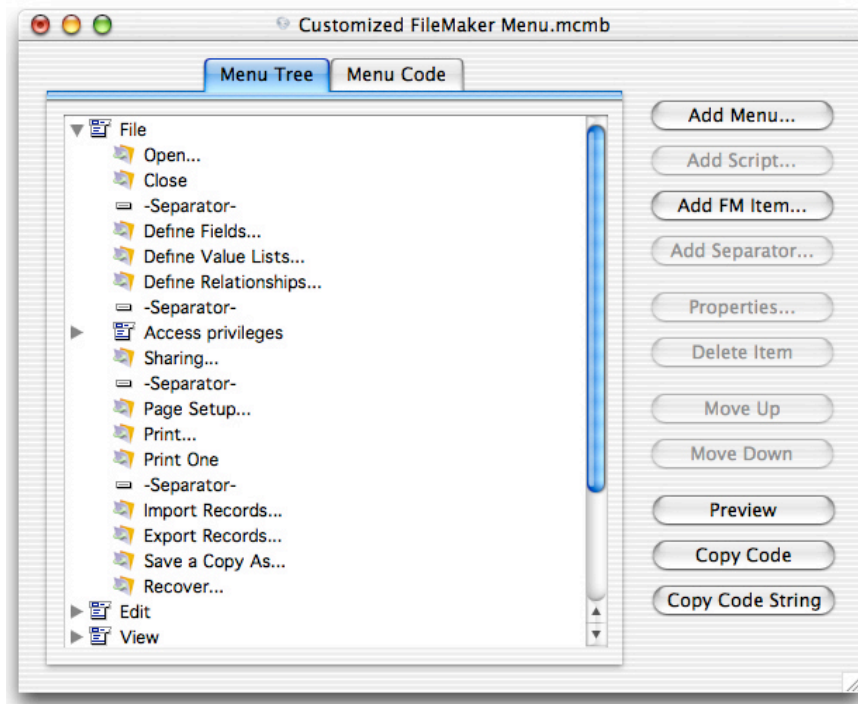 Customized FileMaker Menu.mcmb
Menu Tree
Menu Code
File
Open...
Close
-Separator-
Define Fields...
Define Value Lists...
Define Relationships...
-Separator-
Access privileges
Sharing...
-Separator-
Page Setup...
Print...
Print One
-Separator-
Import Records...
Export Records...
Save a Copy As...
Recover...
Edit
View
Add Menu...
Add Script...
Add FM Item...
Add Separator...
Properties...
Delete Item
Move Up
Move Down
Preview
Copy Code
Copy Code String